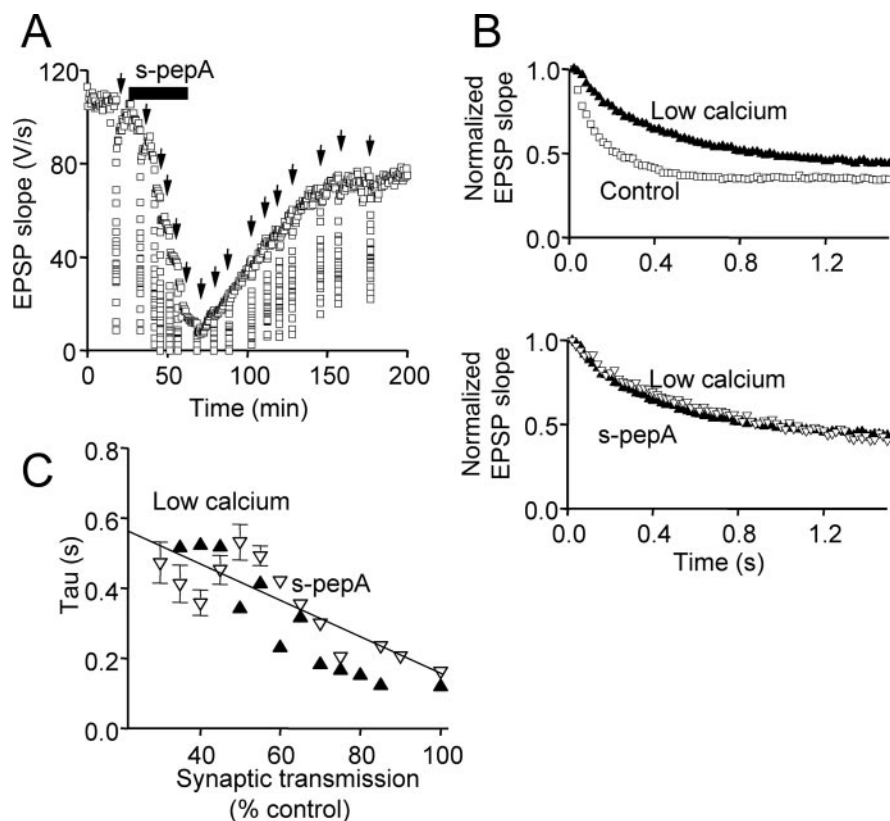 A
s-pepA
EPSP slope (V/s)
120
80
40
0
0 50 100 150 200
Time (min)
B
Normalized
EPSP slope
1.0
0.5
0.0
Low calcium
Control
0.0 0.4 0.8 1.2
Normalized
EPSP slope
1.0
0.5
0.0
Low calcium
s-pepA
0.0 0.4 0.8 1.2
Time (s)
C
Tau (s)
0.8
0.6
0.4
0.2
0.0
Low calcium
s-pepA
40 60 80 100
Synaptic transmission
(% control)